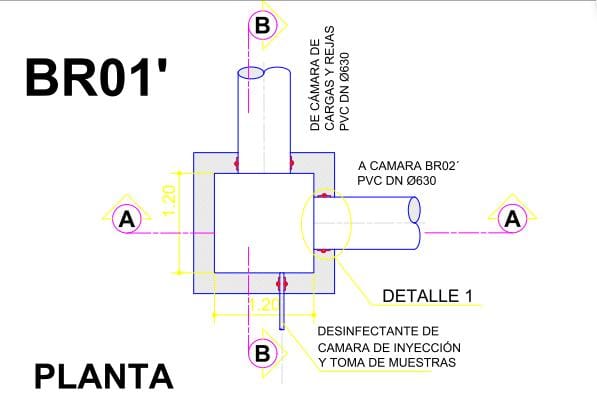 B
BR01'
DE CÁMARA DE
CARGAS Y REJAS
PVC DN Ø630
A CAMARA BR02´
PVC DN Ø630
1.20
A
A
DETALLE 1
1.20
DESINFECTANTE DE
CAMARA DE INYECCIÓN
Y TOMA DE MUESTRAS
B
PLANTA